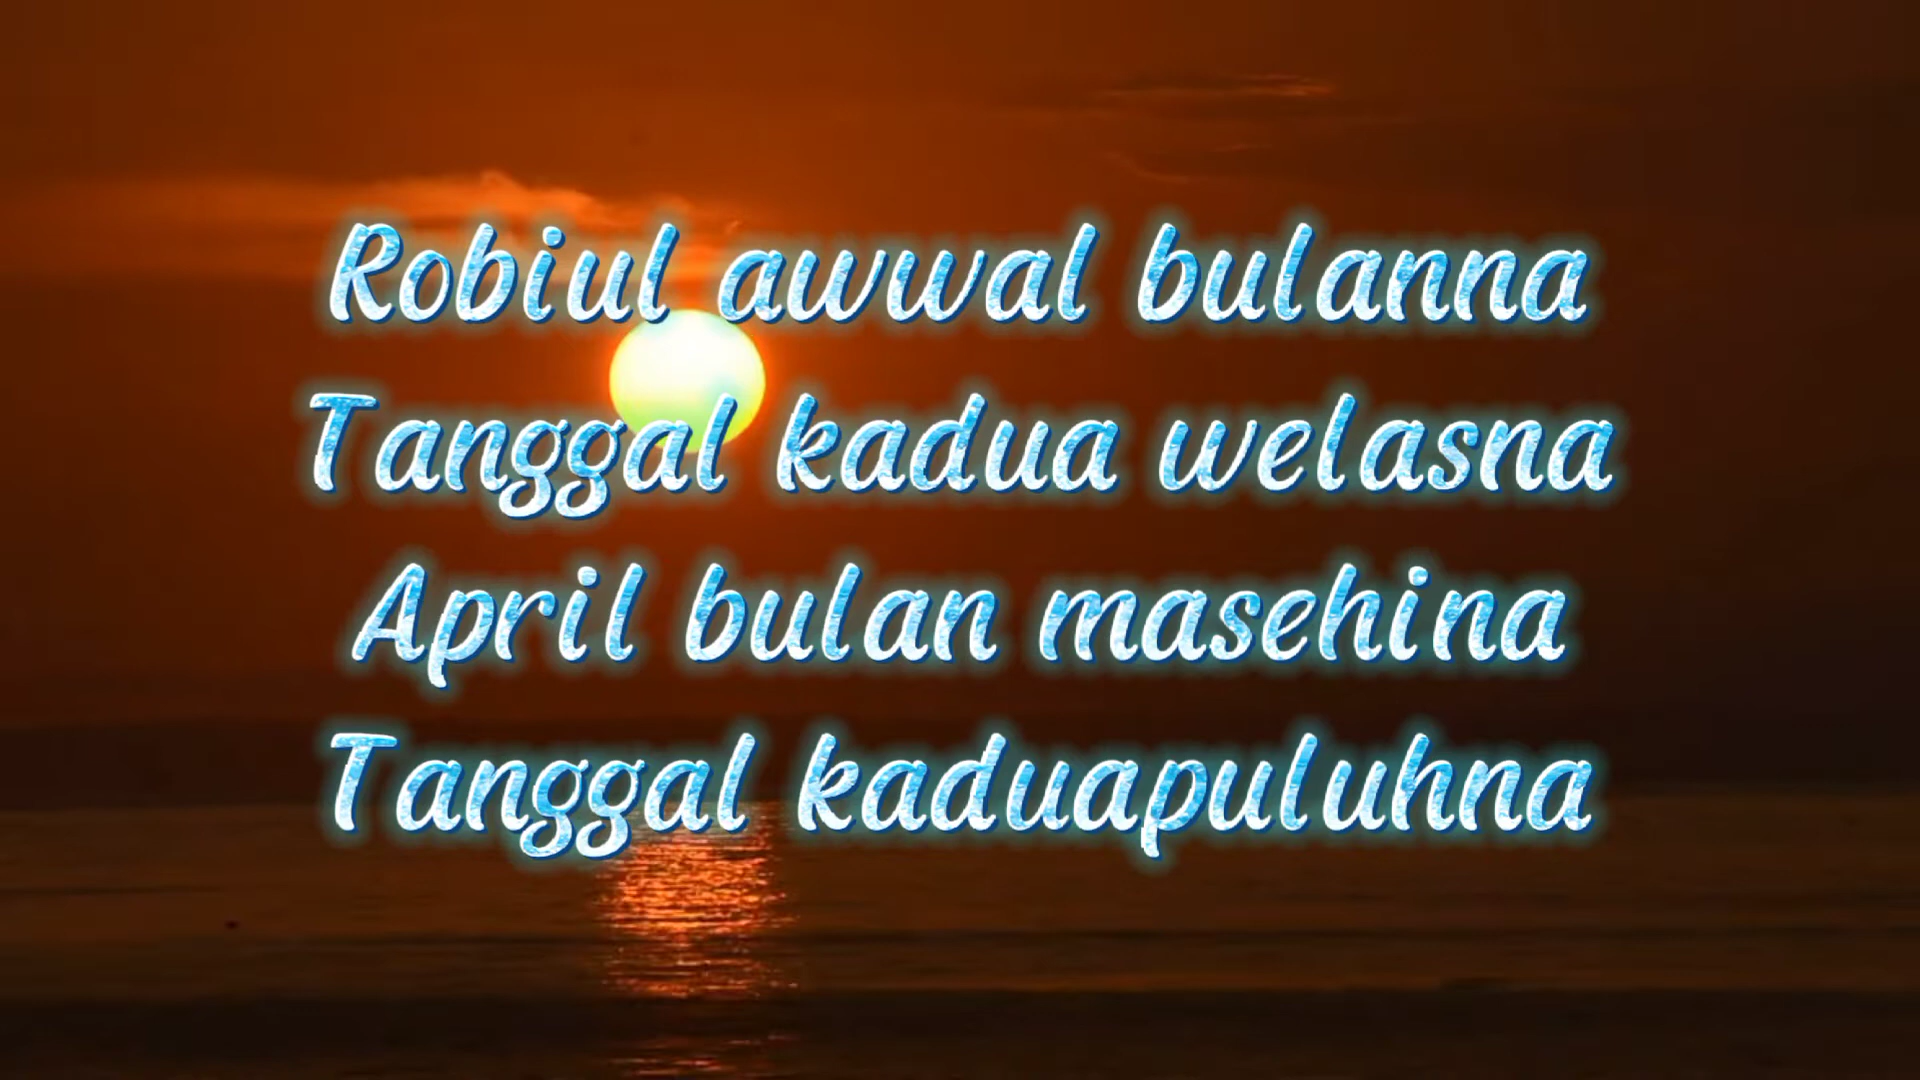 Robiul awwal bulanna
Tanggal kadua welasna
April bulan masehina
Tanggal kaduapuluhna